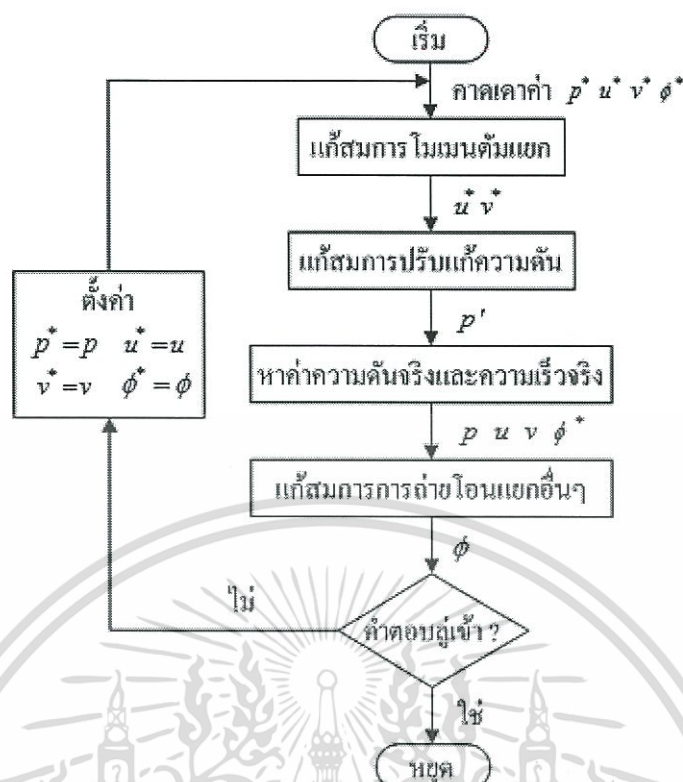 เริ่ม
คาดเดาค่า p* u* v* ϕ*
แก้สมการโมเมนตัมแยก
u* v*
แก้สมการปรับแก้ความดัน
p'
หาค่าความดันจริงและความเร็วจริง
p u v ϕ*
แก้สมการการถ่ายโอนแยกอื่นๆ
ϕ
คำตอบลู่เข้า ?
ไม่
ตั้งค่า
p* = p u* = u
v* = v ϕ* = ϕ
ใช่
หยุด